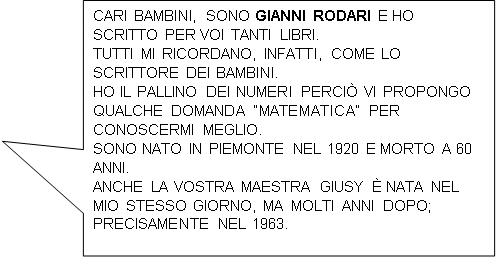 CARI BAMBINI, SONO GIANNI RODARI E HO
SCRITTO PER VOI TANTI LIBRI.
TUTTI MI RICORDANO, INFATTI, COME LO
SCRITTORE DEI BAMBINI.
HO IL PALLINO DEI NUMERI PERCIÒ VI PROPONGO
QUALCHE DOMANDA "MATEMATICA" PER
CONOSCERMI MEGLIO.
SONO NATO IN PIEMONTE NEL 1920 E MORTO A 60
ANNI.
ANCHE LA VOSTRA MAESTRA GIUSY È NATA NEL
MIO STESSO GIORNO, MA MOLTI ANNI DOPO;
PRECISAMENTE NEL 1963.